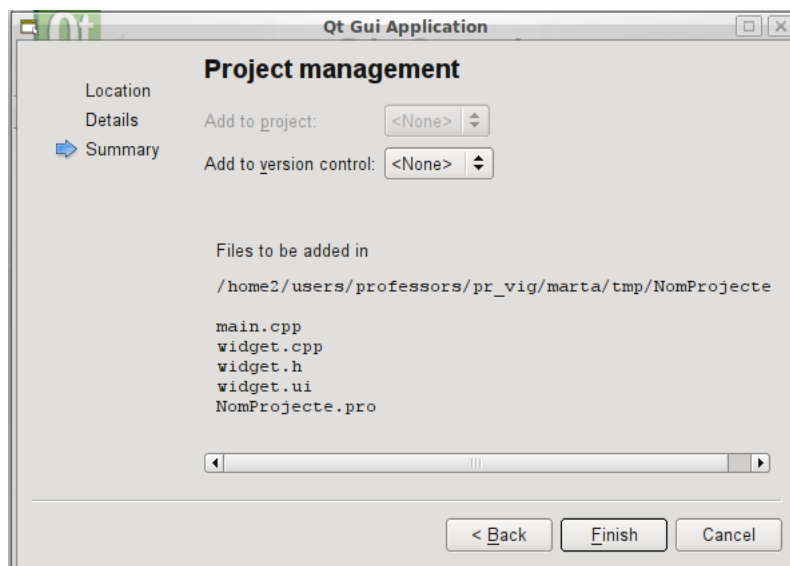 Qt Gui Application
Qt
Project management
Location
Details
Summary
Add to project: <None>
Add to version control: <None>
Files to be added in
/home2/users/professors/pr_vig/marta/tmp/NomProjecte
main.cpp
widget.cpp
widget.h
widget.ui
NomProjecte.pro
< Back
Finish
Cancel